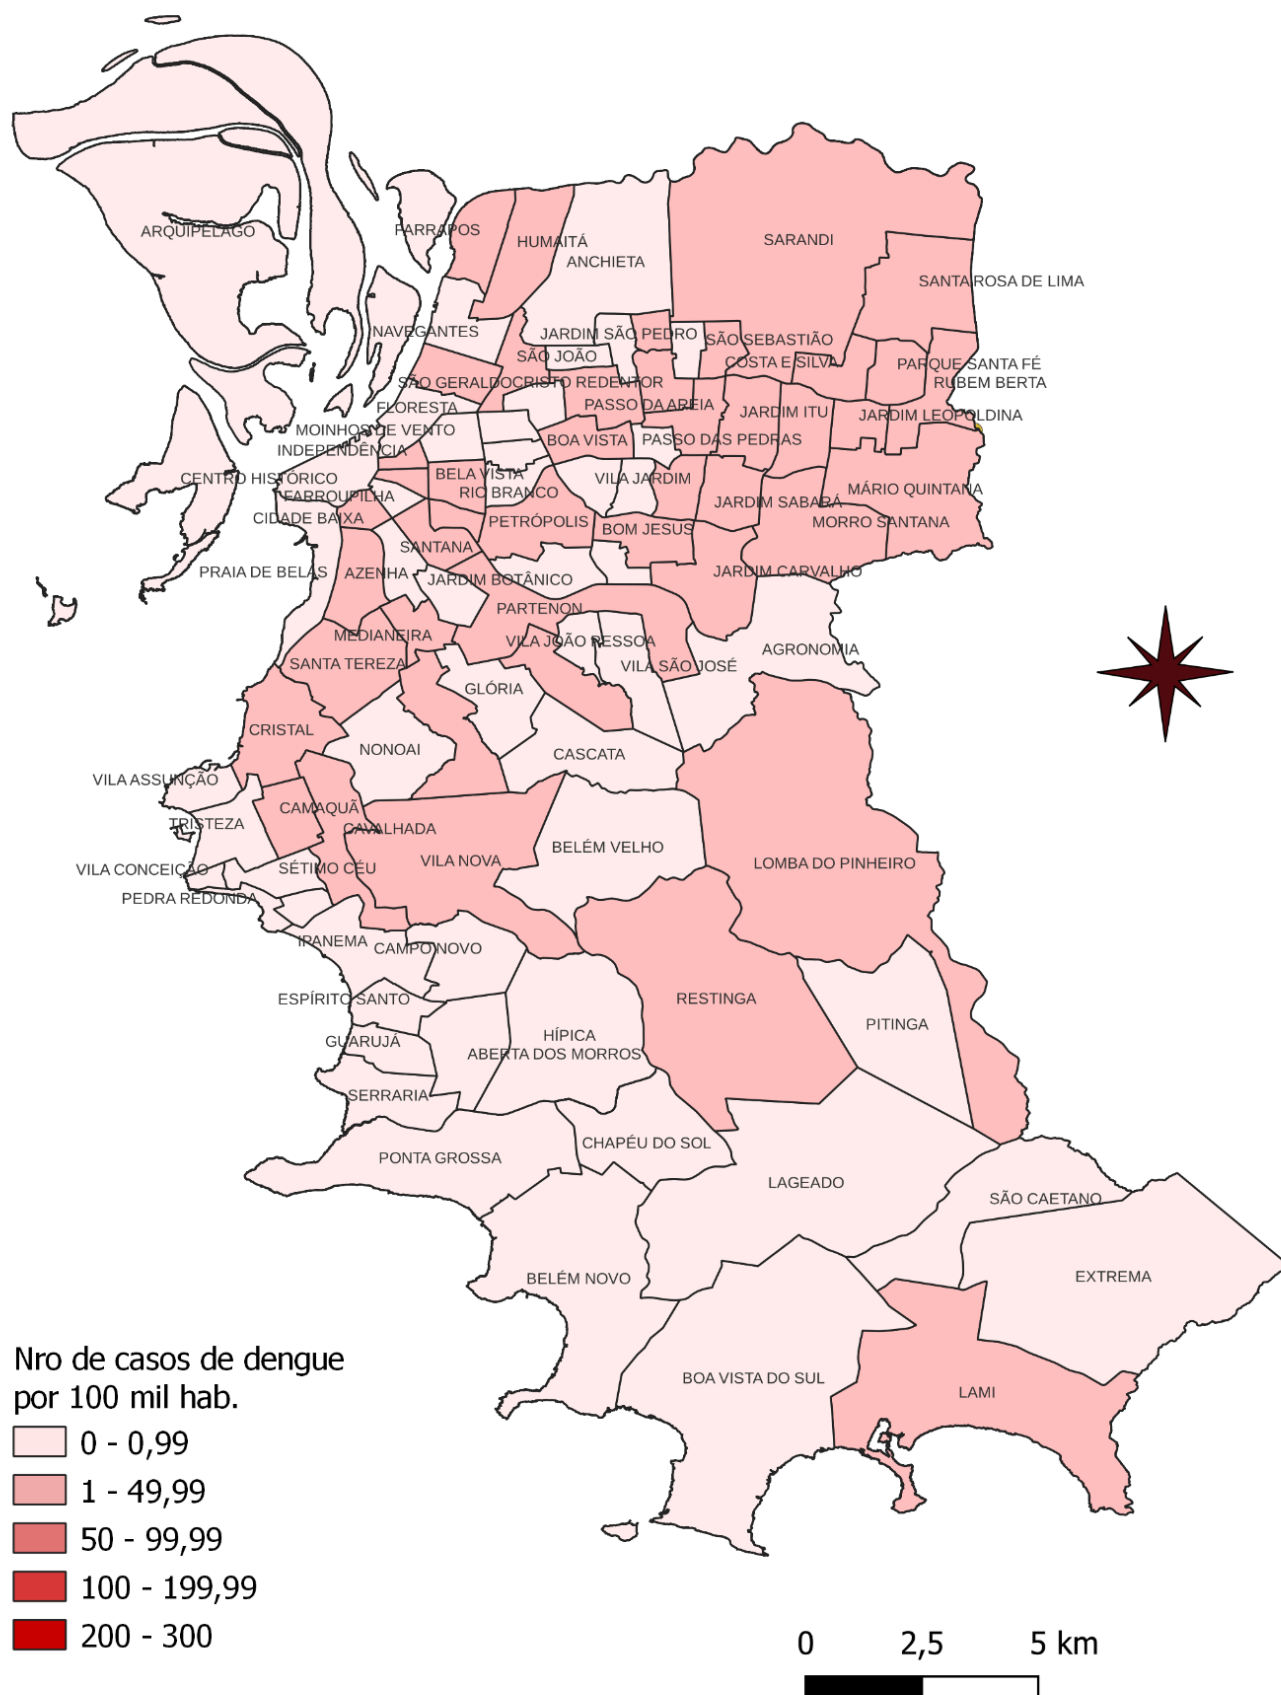 ARQUIPELAGO
FARRAPOS
HUMAITÁ
ANCHIETA
SARANDI
SANTA ROSA DE LIMA
NAVEGANTES
JARDIM SÃO PEDRO
SÃO SEBASTIÃO
SÃO JOÃO
COSTA E SILVA
PARQUE SANTA FÉ
SÃO GERALDO
CRISTO REDENTOR
RUBEM BERTA
FLORESTA
PASSO DA AREIA
JARDIM ITU
JARDIM LEOPOLDINA
MOINHOS DE VENTO
INDEPENDÊNCIA
BOA VISTA
PASSO DAS PEDRAS
CENTRO HISTÓRICO
BELA VISTA
VILA JARDIM
FARROUPILHA
RIO BRANCO
MÁRIO QUINTANA
JARDIM SABARÁ
CIDADE BAIXA
PETRÓPOLIS
BOM JESUS
MORRO SANTANA
SANTANA
PRAIA DE BELAS
AZENHA
JARDIM BOTÂNICO
JARDIM CARVALHO
PARTENON
MEDIANEIRA
VILA JOÃO PESSOA
AGRONOMIA
SANTA TEREZA
VILA SÃO JOSÉ
GLÓRIA
CRISTAL
NONOAI
CASCATA
VILA ASSUNÇÃO
CAMAQUÃ
TRISTEZA
CAVALHADA
BELÉM VELHO
VILA CONCEIÇÃO
SÉTIMO CÉU
VILA NOVA
LOMBA DO PINHEIRO
PEDRA REDONDA
IPANEMA
CAMPO NOVO
ESPÍRITO SANTO
RESTINGA
PITINGA
GUARUJÁ
HÍPICA
ABERTA DOS MORROS
SERRARIA
PONTA GROSSA
CHAPÉU DO SOL
LAGEADO
SÃO CAETANO
BELÉM NOVO
EXTREMA
BOA VISTA DO SUL
LAMI
Nro de casos de dengue
por 100 mil hab.
0 - 0,99
1 - 49,99
50 - 99,99
100 - 199,99
200 - 300
0 2,5 5 km